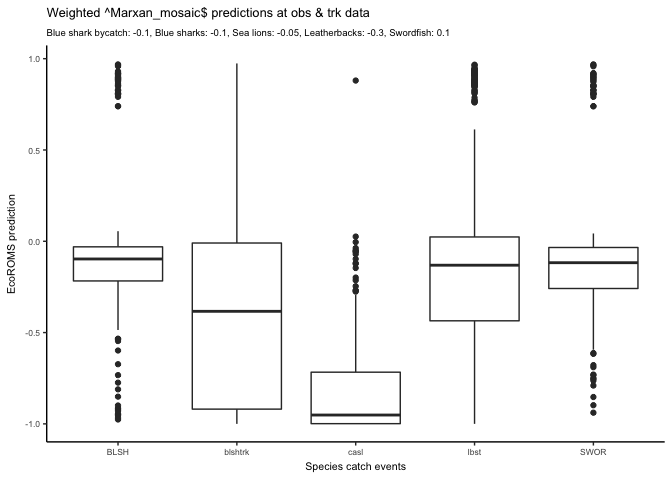 Weighted ^Marxan_mosaic$ predictions at obs & trk data
Blue shark bycatch: -0.1, Blue sharks: -0.1, Sea lions: -0.05, Leatherbacks: -0.3, Swordfish: 0.1
1.0
0.5
0.0
-0.5
-1.0
EcoROMS prediction
BLSH blshtrk casl lbst SWOR
Species catch events